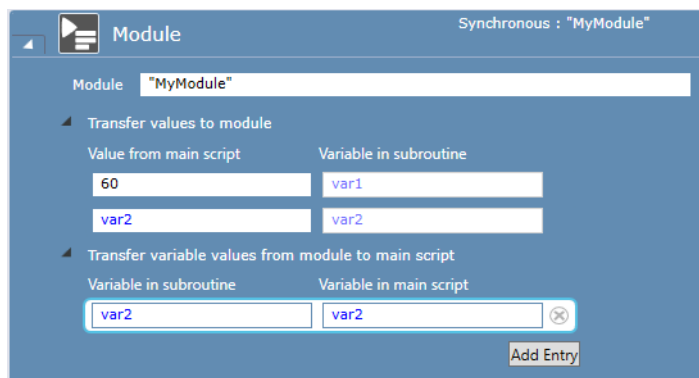 Module
Synchronous : "MyModule"
Module "MyModule"
Transfer values to module
Value from main script Variable in subroutine
60 var1
var2 var2
Transfer variable values from module to main script
Variable in subroutine Variable in main script
var2 var2
Add Entry